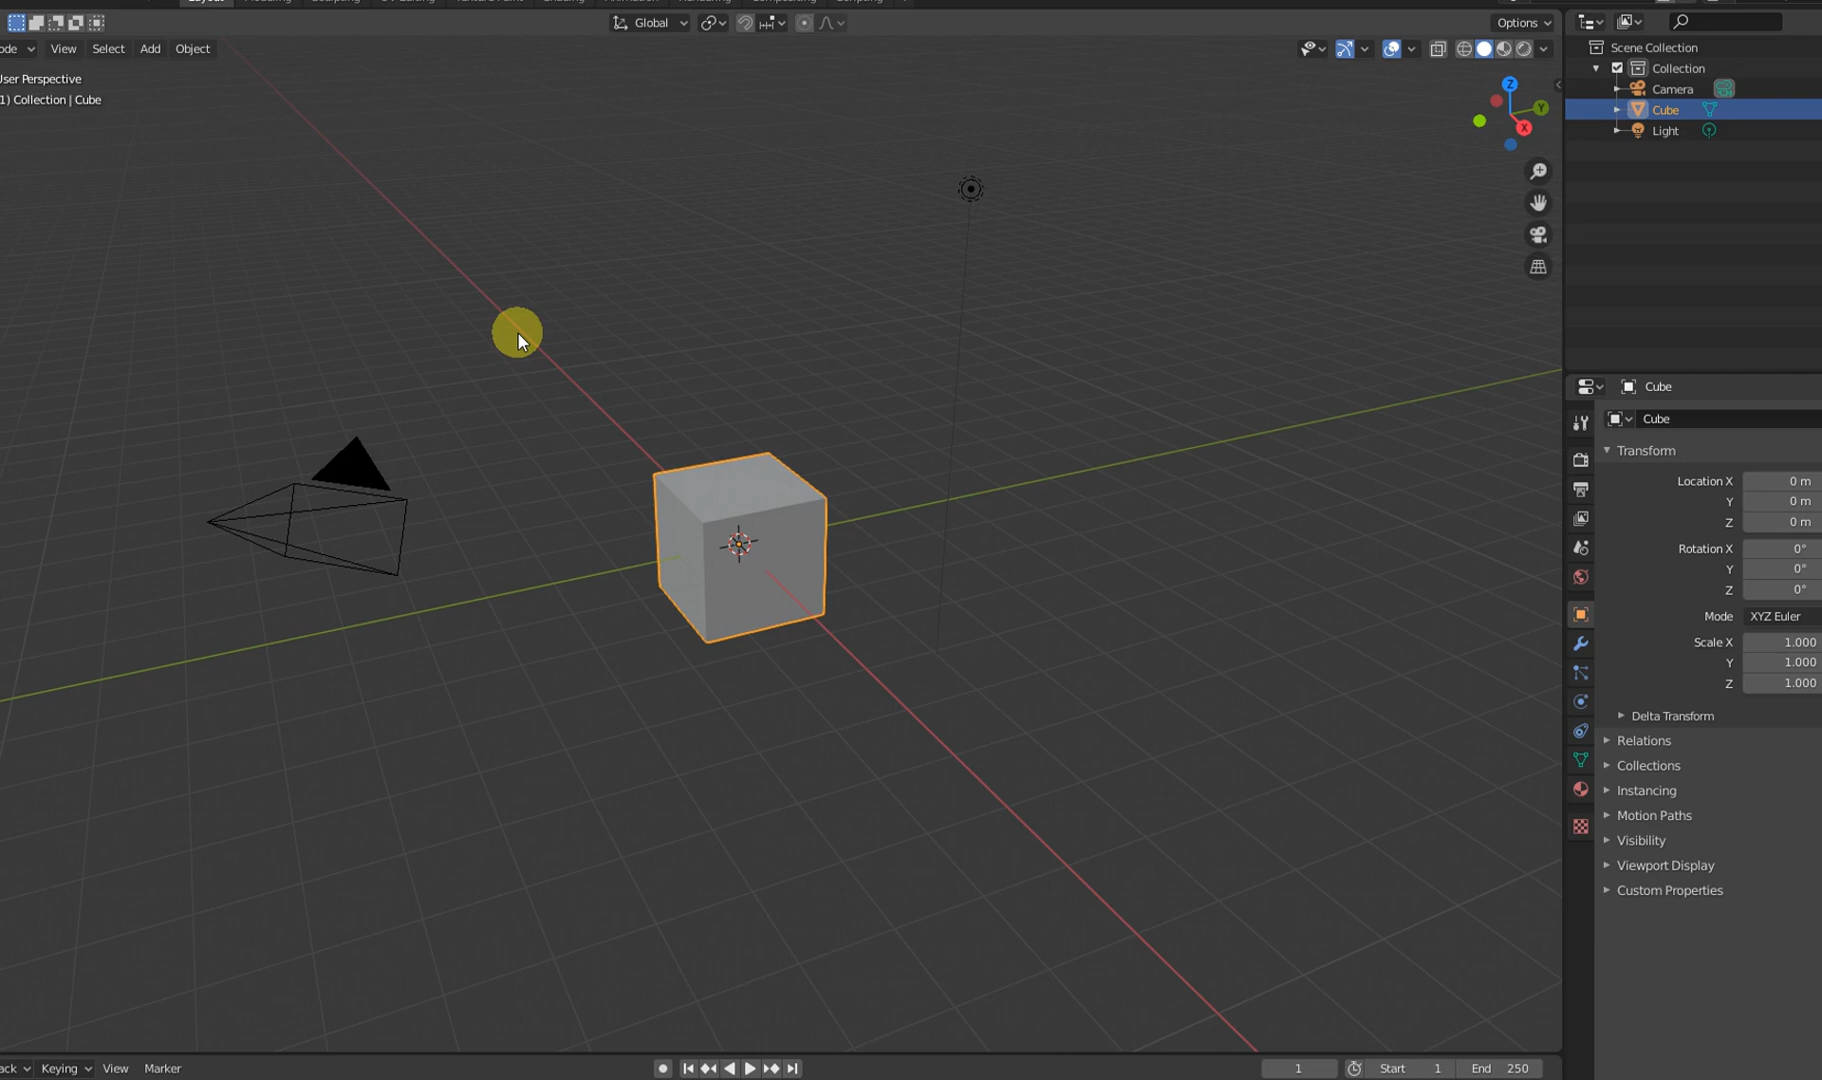 Layout
Global
Options
ode
View
Select
Add
Object
User Perspective
1) Collection | Cube
Z
Y
X
Scene Collection
Collection
Camera
Cube
Light
Cube
Cube
Transform
Location X 0 m
Y 0 m
Z 0 m
Rotation X 0°
Y 0°
Z 0°
Mode XYZ Euler
Scale X 1.000
Y 1.000
Z 1.000
Delta Transform
Relations
Collections
Instancing
Motion Paths
Visibility
Viewport Display
Custom Properties
ack
Keying
View
Marker
1
Start 1
End 250